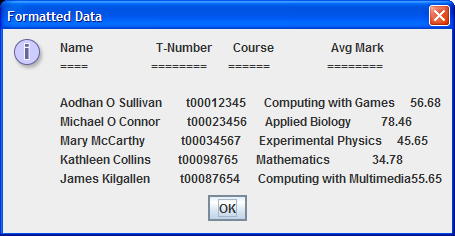 Formatted Data
Name T-Number Course Avg Mark
==== ======== ====== ========
Aodhan O Sullivan t00012345 Computing with Games 56.68
Michael O Connor t00023456 Applied Biology 78.46
Mary McCarthy t00034567 Experimental Physics 45.65
Kathleen Collins t00098765 Mathematics 34.78
James Kilgallen t00087654 Computing with Multimedia55.65
OK